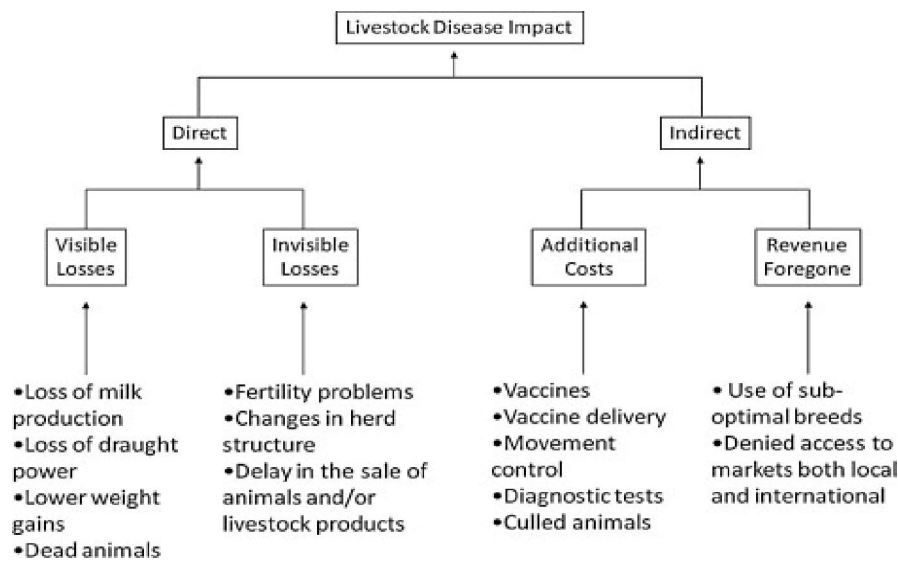 Livestock Disease Impact
Direct
Indirect
Visible
Losses
Invisible
Losses
Additional
Costs
Revenue
Foregone
•Loss of milk
production
•Loss of draught
power
•Lower weight
gains
•Dead animals
•Fertility problems
•Changes in herd
structure
•Delay in the sale of
animals and/or
livestock products
•Vaccines
•Vaccine delivery
•Movement
control
•Diagnostic tests
•Culled animals
• Use of sub-
optimal breeds
•Denied access to
markets both local
and international